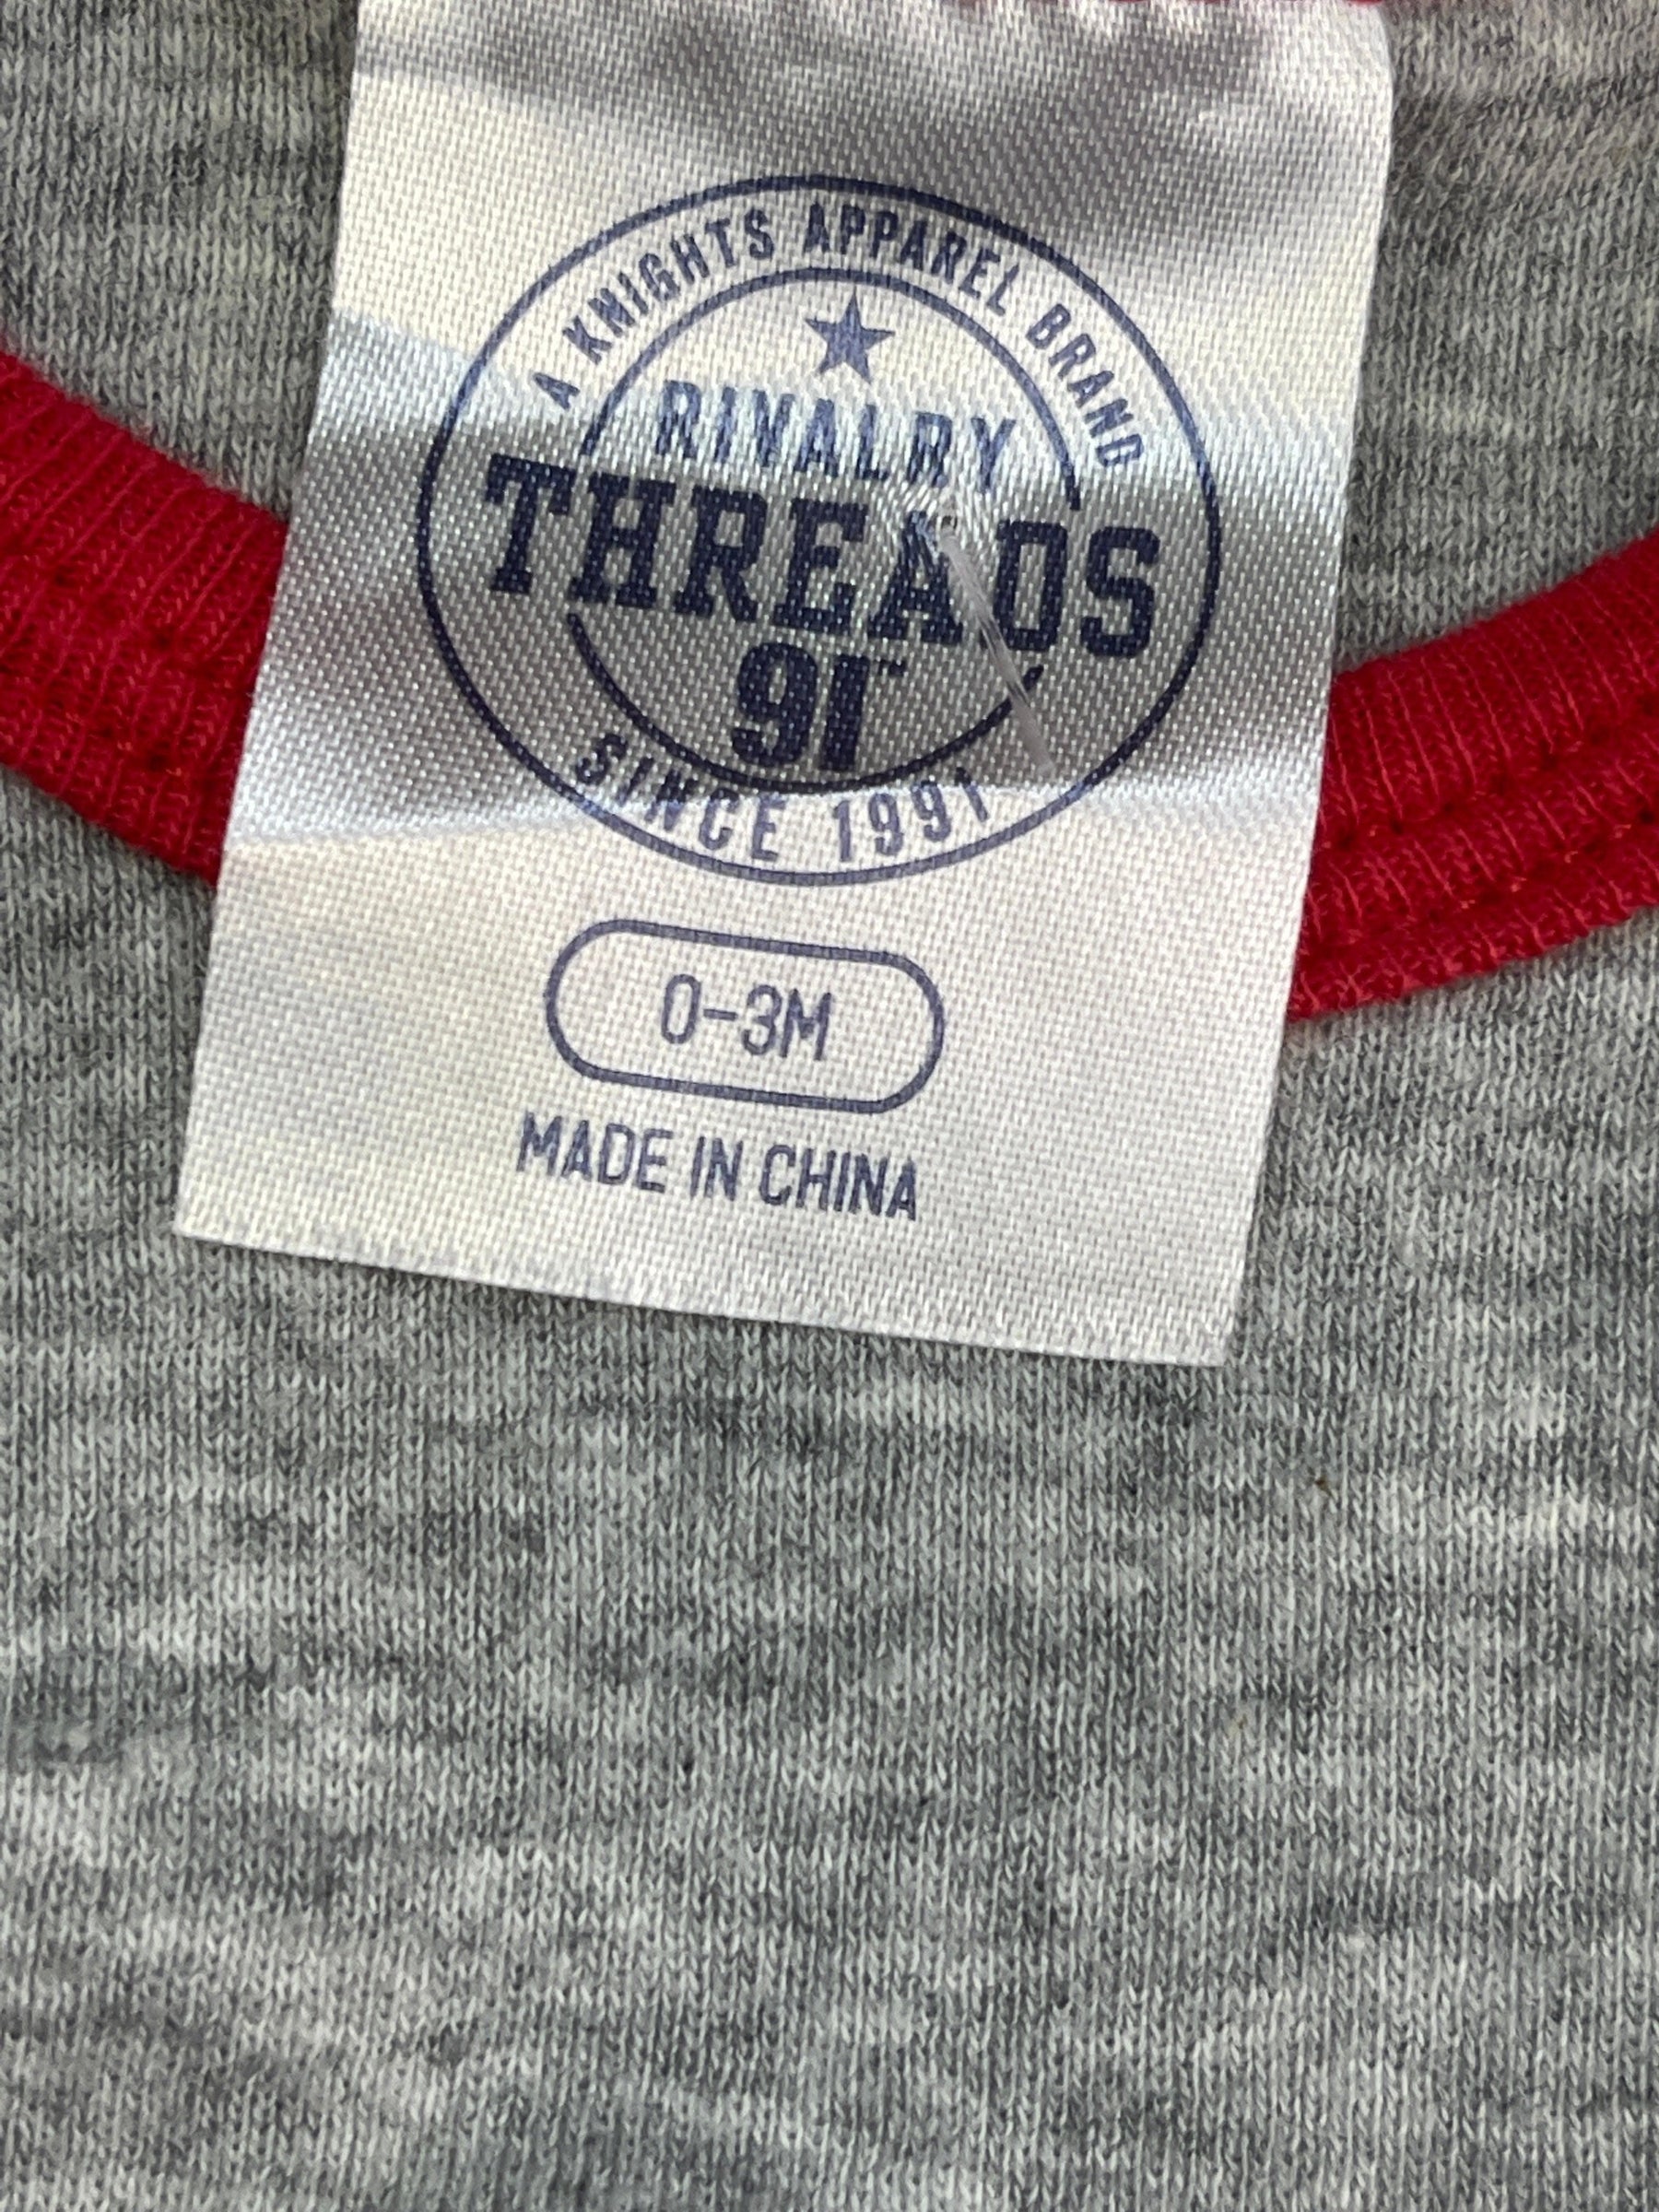 A KNIGHTS APPAREL BRAND
RIVALRY
THREADS
91
SINCE 1991
0-3M
MADE IN CHINA